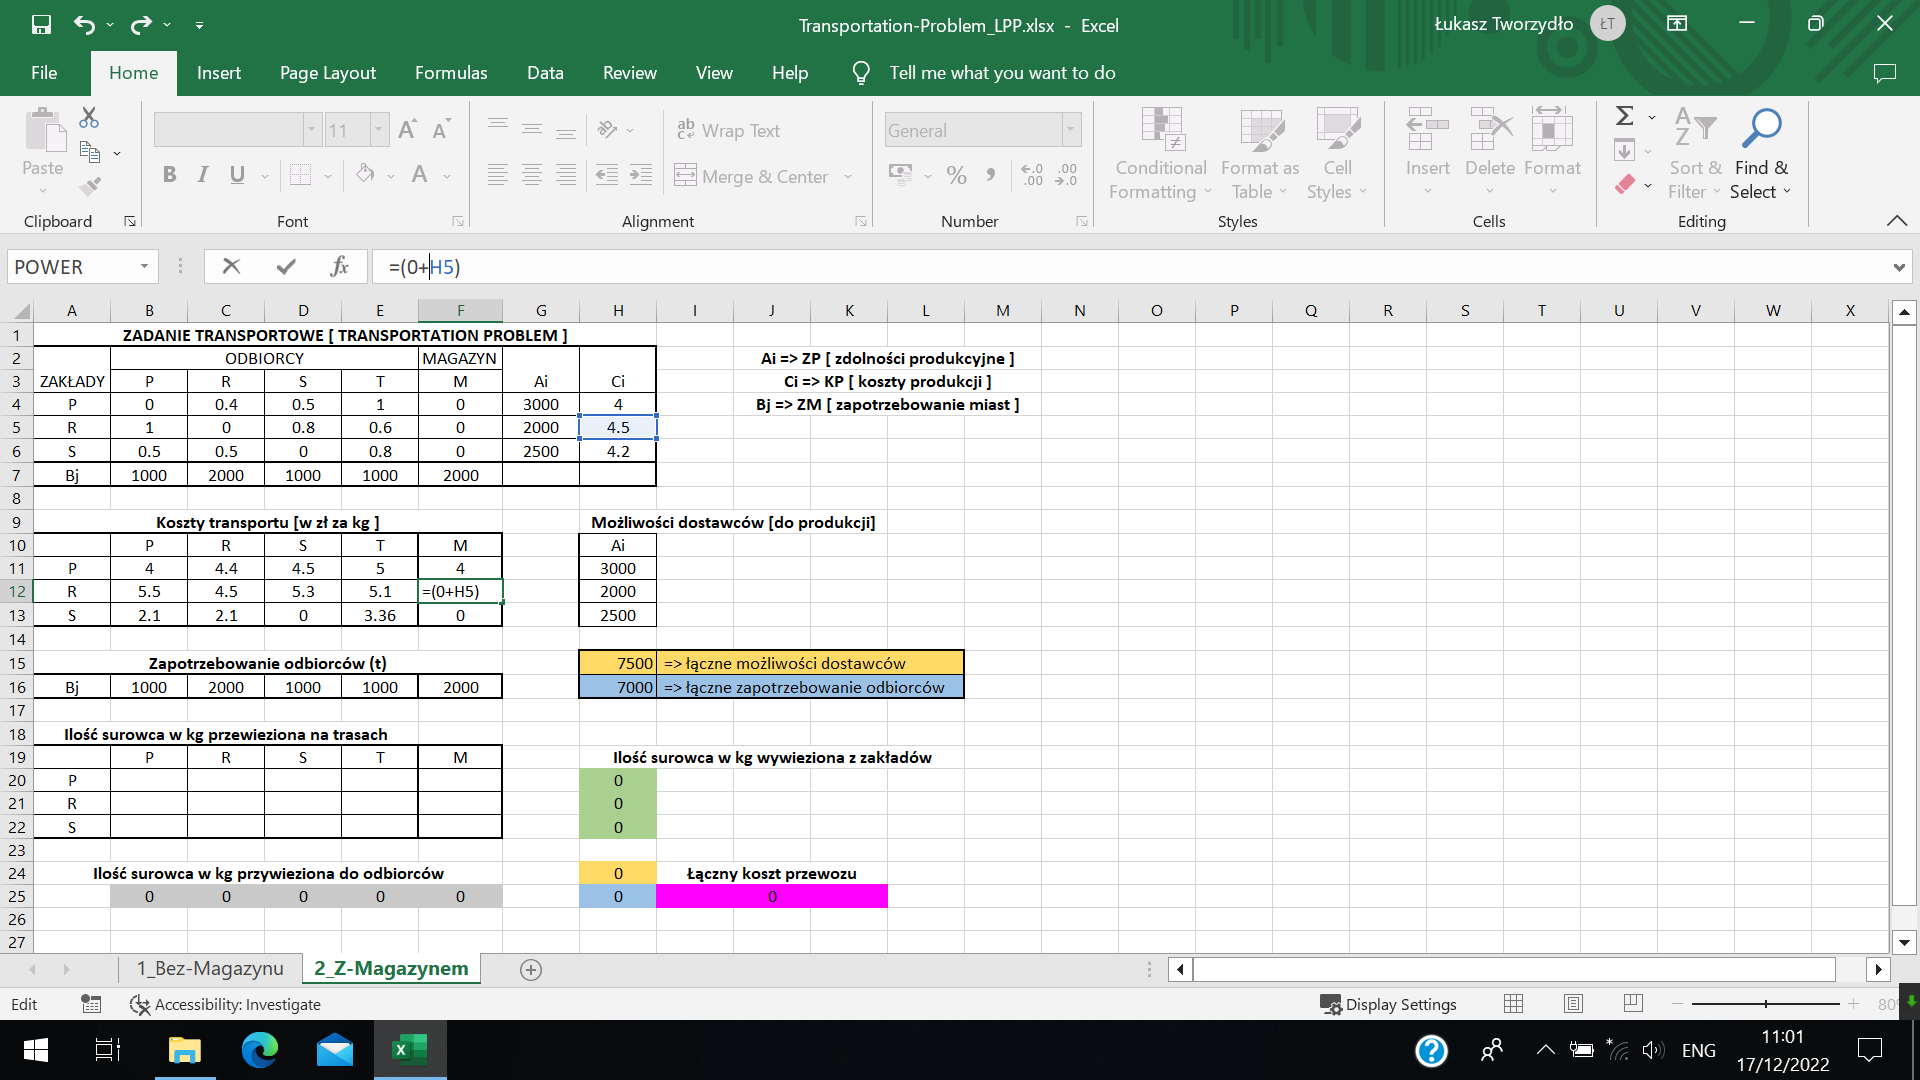 Transportation-Problem_LPP.xlsx - Excel
Łukasz Tworzydło ŁT
File Home Insert Page Layout Formulas Data Review View Help Tell me what you want to do
Paste
Clipboard
11 A A
B I U A
Font
Wrap Text
Merge & Center
Alignment
General
Number
Conditional Formatting
Format as Table
Cell Styles
Styles
Insert Delete Format
Cells
Sort & Filter
Find & Select
Editing
POWER fx =(0+H5)
A B C D E F G H I J K L M N O P Q R S T U V W X
1 ZADANIE TRANSPORTOWE [ TRANSPORTATION PROBLEM ]
2 ODBIORCY MAGAZYN Ai => ZP [ zdolności produkcyjne ]
3 ZAKŁADY P R S T M Ai Ci Ci => KP [ koszty produkcji ]
4 P 0 0.4 0.5 1 0 3000 4 Bj => ZM [ zapotrzebowanie miast ]
5 R 1 0 0.8 0.6 0 2000 4.5
6 S 0.5 0.5 0 0.8 0 2500 4.2
7 Bj 1000 2000 1000 1000 2000
8
9 Koszty transportu [w zł za kg ] Możliwości dostawców [do produkcji]
10 P R S T M Ai
11 P 4 4.4 4.5 5 4 3000
12 R 5.5 4.5 5.3 5.1 =(0+H5) 2000
13 S 2.1 2.1 0 3.36 0 2500
14
15 Zapotrzebowanie odbiorców (t) 7500 => łączne możliwości dostawców
16 Bj 1000 2000 1000 1000 2000 7000 => łączne zapotrzebowanie odbiorców
17
18 Ilość surowca w kg przewieziona na trasach
19 P R S T M Ilość surowca w kg wywieziona z zakładów
20 P 0
21 R 0
22 S 0
23
24 Ilość surowca w kg przywieziona do odbiorców 0 Łączny koszt przewozu
25 0 0 0 0 0 0 0
26
27
1_Bez-Magazynu 2_Z-Magazynem
Edit Accessibility: Investigate Display Settings
ENG 11:01
17/12/2022